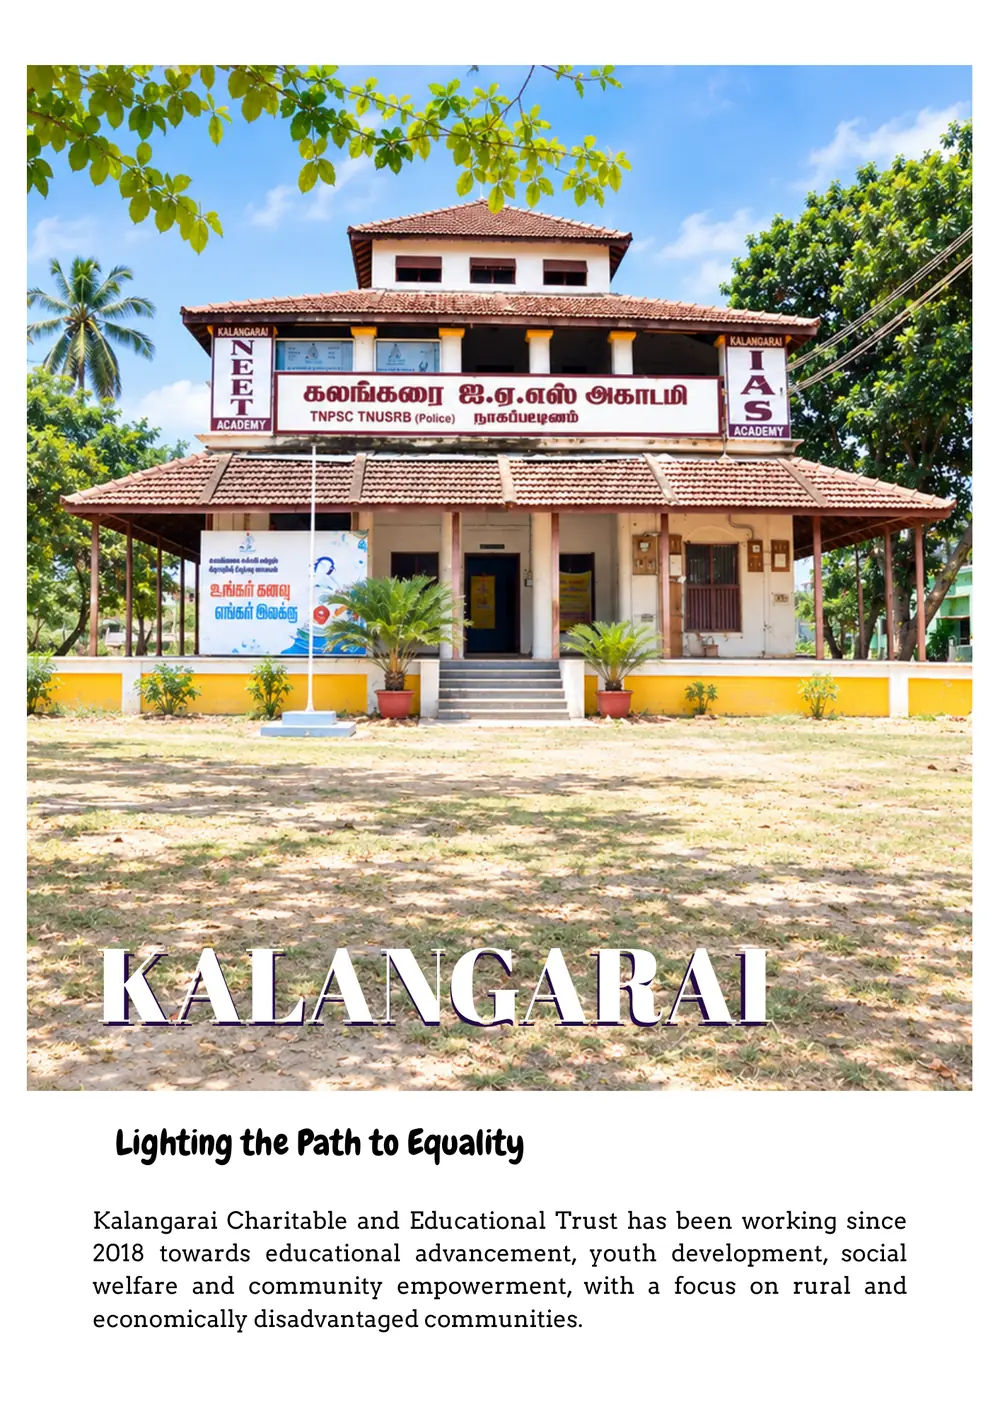 KALANGARAI
NEET
ACADEMY
KALANGARAI
IAS
ACADEMY
கலங்கரை ஐ.ஏ.எஸ் அகாடமி
TNPSC TNUSRB (Police) நாகப்பட்டிணம்
உங்கள் கனவு
எங்கள் இலக்கு
KALANGARAI
Lighting the Path to Equality
Kalangarai Charitable and Educational Trust has been working since
2018 towards educational advancement, youth development, social
welfare and community empowerment, with a focus on rural and
economically disadvantaged communities.